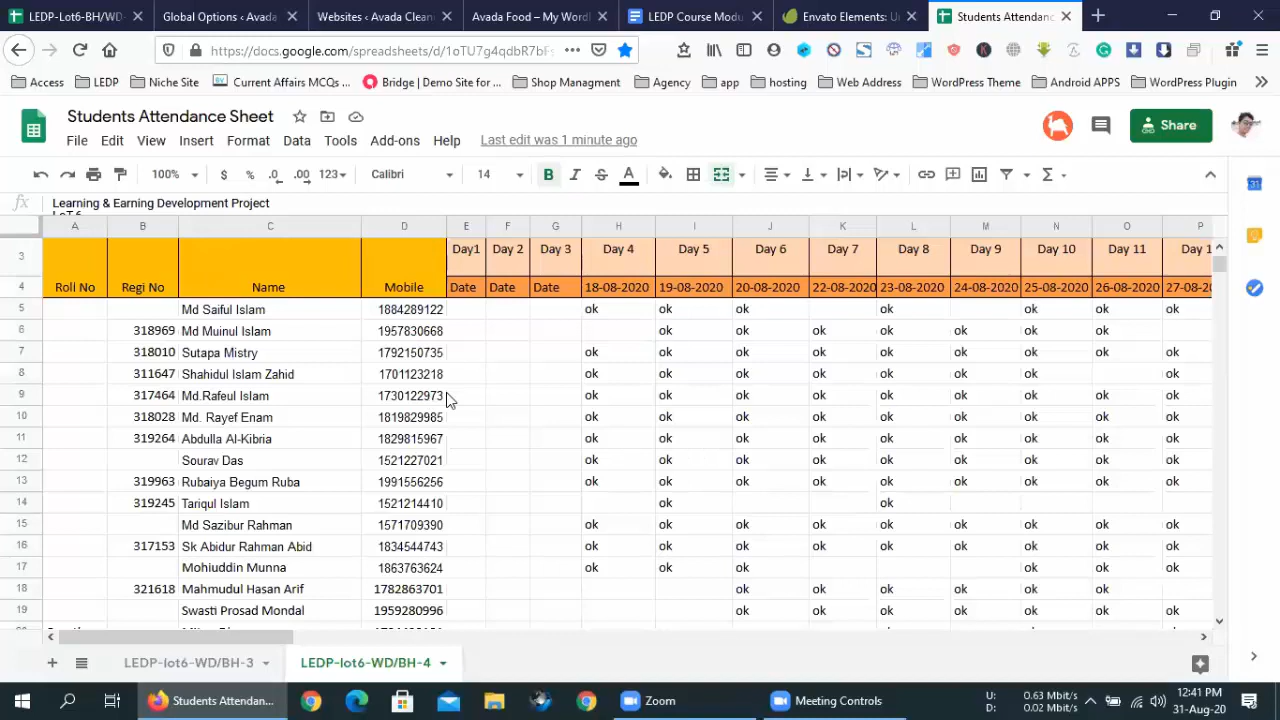 LEDP-Lot6-BH/WD Global Options ‹ Avada Websites ‹ Avada Clean Avada Food – My Wor LEDP Course Modu Envato Elements: U Students Attendanc
https://docs.google.com/spreadsheets/d/1oTU7g4qdbR7bF
Access LEDP Niche Site Current Affairs MCQs ... Bridge | Demo Site for ... Shop Managment Agency app hosting Web Address WordPress Theme Android APPS WordPress Plugin
Students Attendance Sheet
Share
File Edit View Insert Format Data Tools Add-ons Help Last edit was 1 minute ago
100% $ % .0 .00 123 Calibri 14 B I S A
fx Learning & Earning Development Project
A B C D E F G H I J K L M N O P
3 Day1 Day 2 Day 3 Day 4 Day 5 Day 6 Day 7 Day 8 Day 9 Day 10 Day 11 Day 1
4 Roll No Regi No Name Mobile Date Date Date 18-08-2020 19-08-2020 20-08-2020 22-08-2020 23-08-2020 24-08-2020 25-08-2020 26-08-2020 27-08-20
5 Md Saiful Islam 1884289122 ok ok ok ok ok ok ok
6 318969 Md Muinul Islam 1957830668 ok ok ok ok ok ok ok
7 318010 Sutapa Mistry 1792150735 ok ok ok ok ok ok ok ok ok
8 311647 Shahidul Islam Zahid 1701123218 ok ok ok ok ok ok ok ok
9 317464 Md.Rafeul Islam 1730122973 ok ok ok ok ok ok ok ok ok
10 318028 Md. Rayef Enam 1819829985 ok ok ok ok ok ok ok ok ok
11 319264 Abdulla Al-Kibria 1829815967 ok ok ok ok ok ok ok ok ok
12 Sourav Das 1521227021 ok ok ok ok ok ok ok ok ok
13 319963 Rubaiya Begum Ruba 1991556256 ok ok ok ok ok ok ok ok ok
14 319245 Tariqul Islam 1521214410 ok ok
15 Md Sazibur Rahman 1571709390 ok ok ok ok ok ok ok ok ok
16 317153 Sk Abidur Rahman Abid 1834544743 ok ok ok ok ok ok ok ok ok
17 Mohiuddin Munna 1863763624 ok ok ok ok ok ok
18 321618 Mahmudul Hasan Arif 1782863701 ok ok ok ok ok ok
19 Swasti Prosad Mondal 1959280996 ok ok ok ok ok ok ok
LEDP-lot6-WD/BH-3 LEDP-lot6-WD/BH-4
Students Attendan... Zoom Meeting Controls
U: 0.63 Mbit/s
D: 0.02 Mbit/s
12:41 PM
31-Aug-20